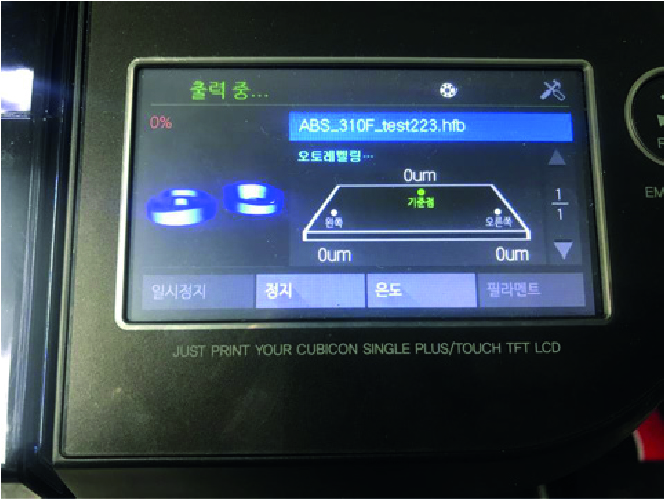 출력 중...
0%
ABS_310F_test223.hfb
오토레벨링...
0um
기준점
왼쪽
오른쪽
1
1
0um
0um
일시정지
정지
온도
필라멘트
EM
JUST PRINT YOUR CUBICON SINGLE PLUS/TOUCH TFT LCD